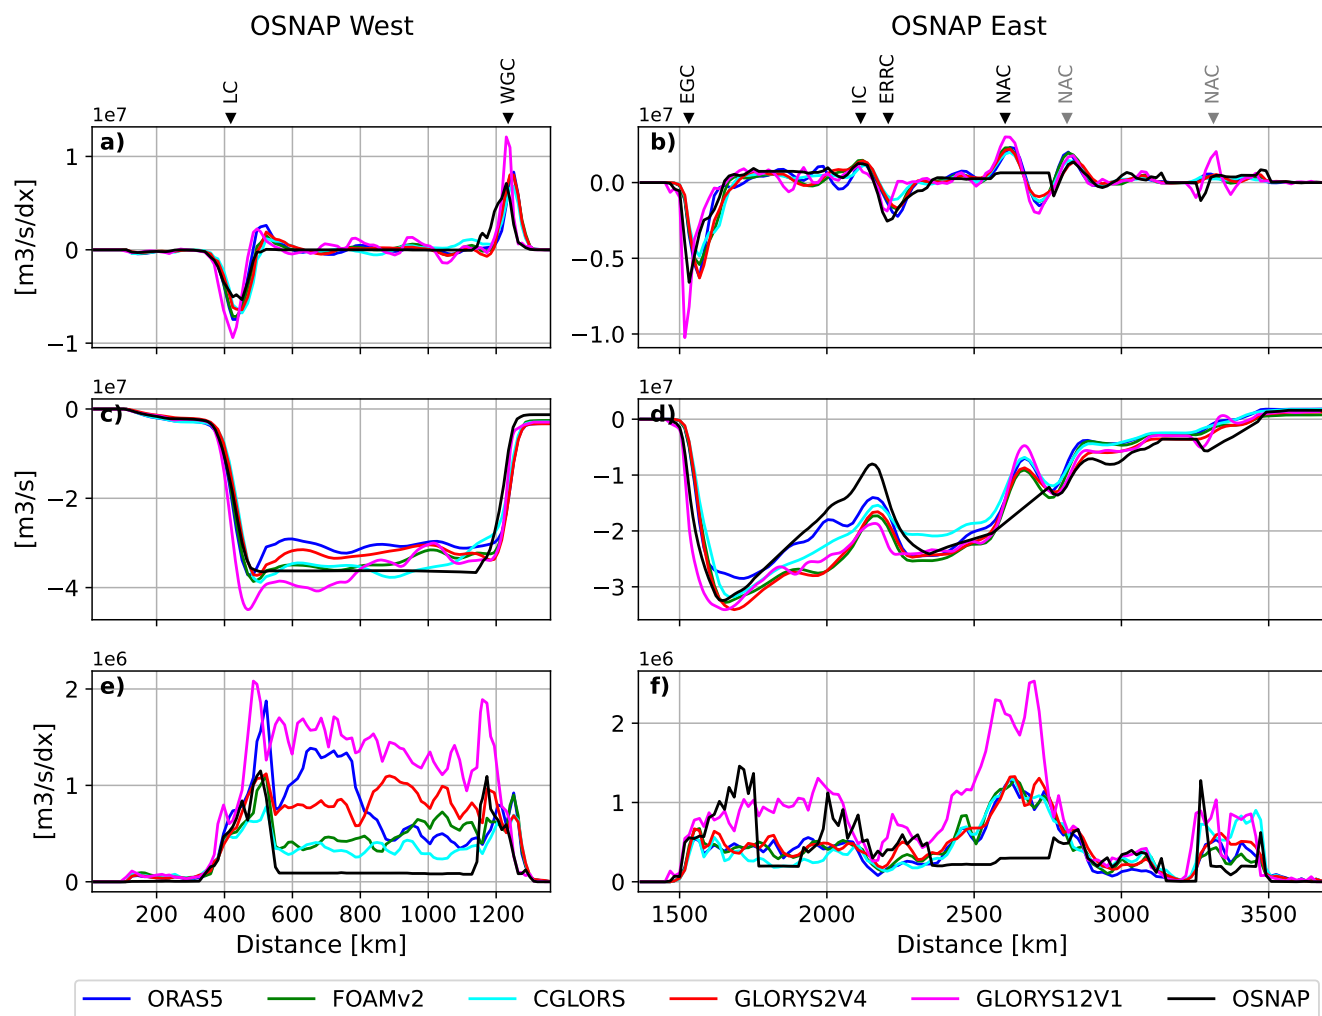 OSNAP West
OSNAP East
LC
WGC
EGC
IC
ERRC
NAC
NAC
NAC
1e7
a)
[m3/s/dx]
1
0
−1
1e7
b)
0.0
−0.5
−1.0
1e7
c)
[m3/s]
0
−2
−4
1e7
d)
0
−1
−2
−3
1e6
e)
[m3/s/dx]
2
1
0
200 400 600 800 1000 1200
Distance [km]
1e6
f)
2
1
0
1500 2000 2500 3000 3500
Distance [km]
ORAS5 FOAMv2 CGLORS GLORYS2V4 GLORYS12V1 OSNAP